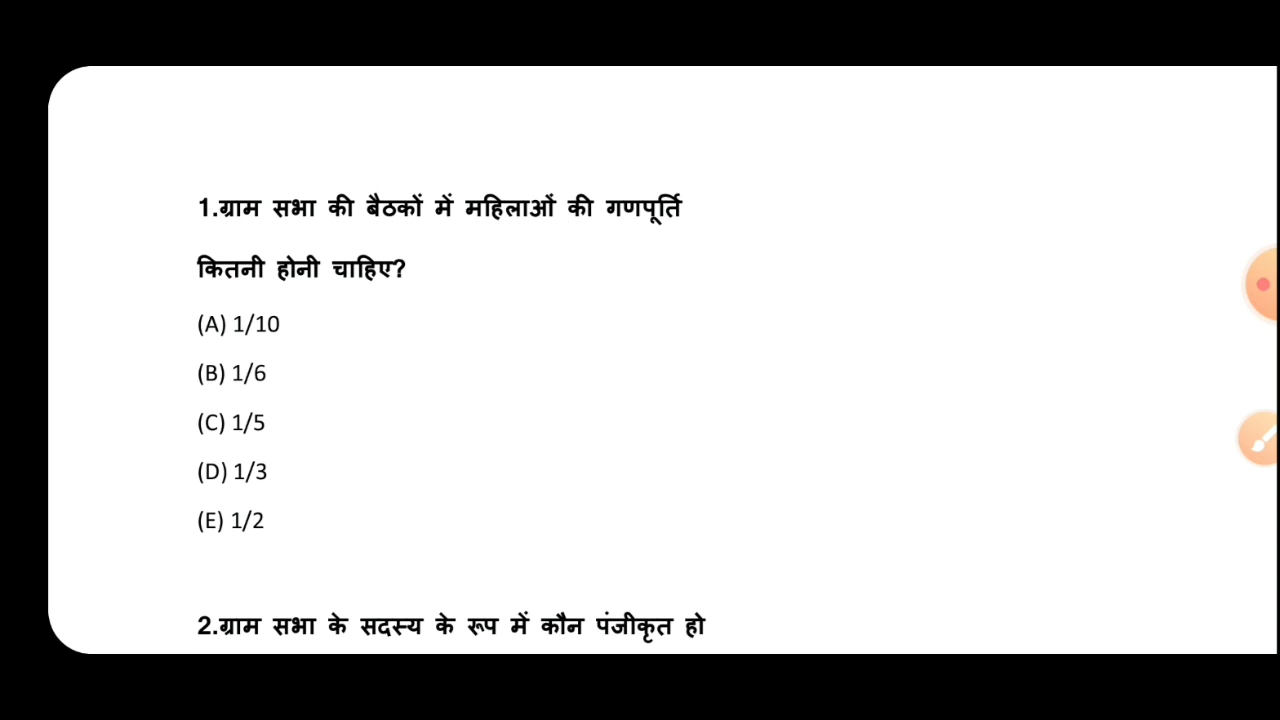 1.ग्राम सभा की बैठकों में महिलाओं की गणपूर्ति
कितनी होनी चाहिए?
(A) 1/10
(B) 1/6
(C) 1/5
(D) 1/3
(E) 1/2
2.ग्राम सभा के सदस्य के रूप में कौन पंजीकृत हो